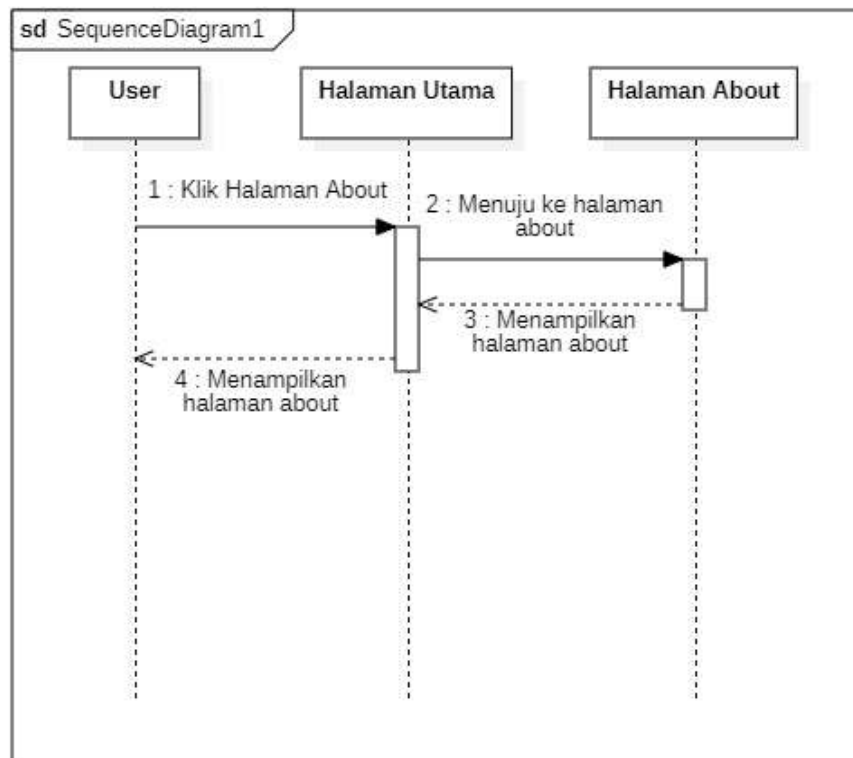 sd SequenceDiagram1
User
Halaman Utama
Halaman About
1 : Klik Halaman About
2 : Menuju ke halaman
about
3 : Menampilkan
halaman about
4 : Menampilkan
halaman about